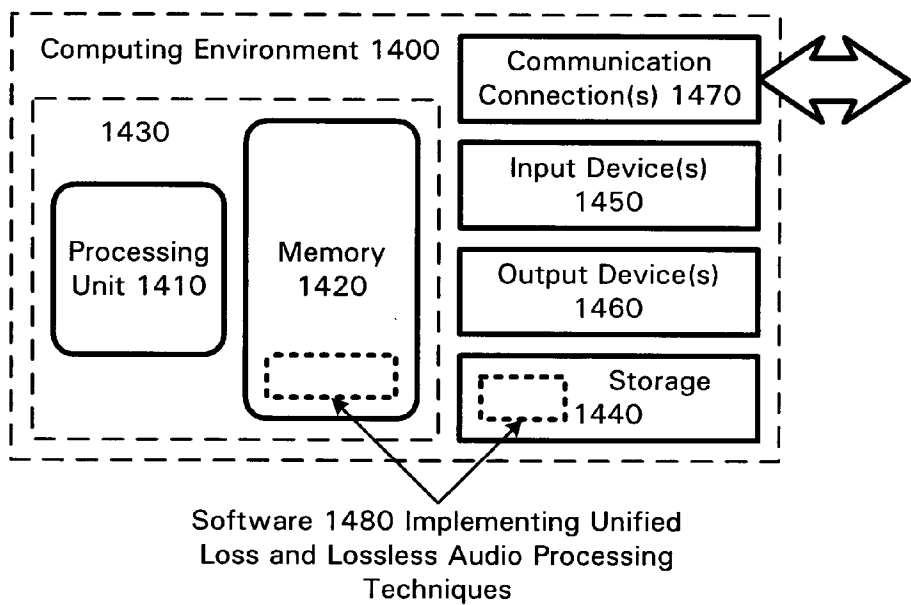 Computing Environment 1400
Communication
Connection(s) 1470
1430
Input Device(s)
1450
Processing
Unit 1410
Memory
1420
Output Device(s)
1460
Storage
1440
Software 1480 Implementing Unified
Loss and Lossless Audio Processing
Techniques